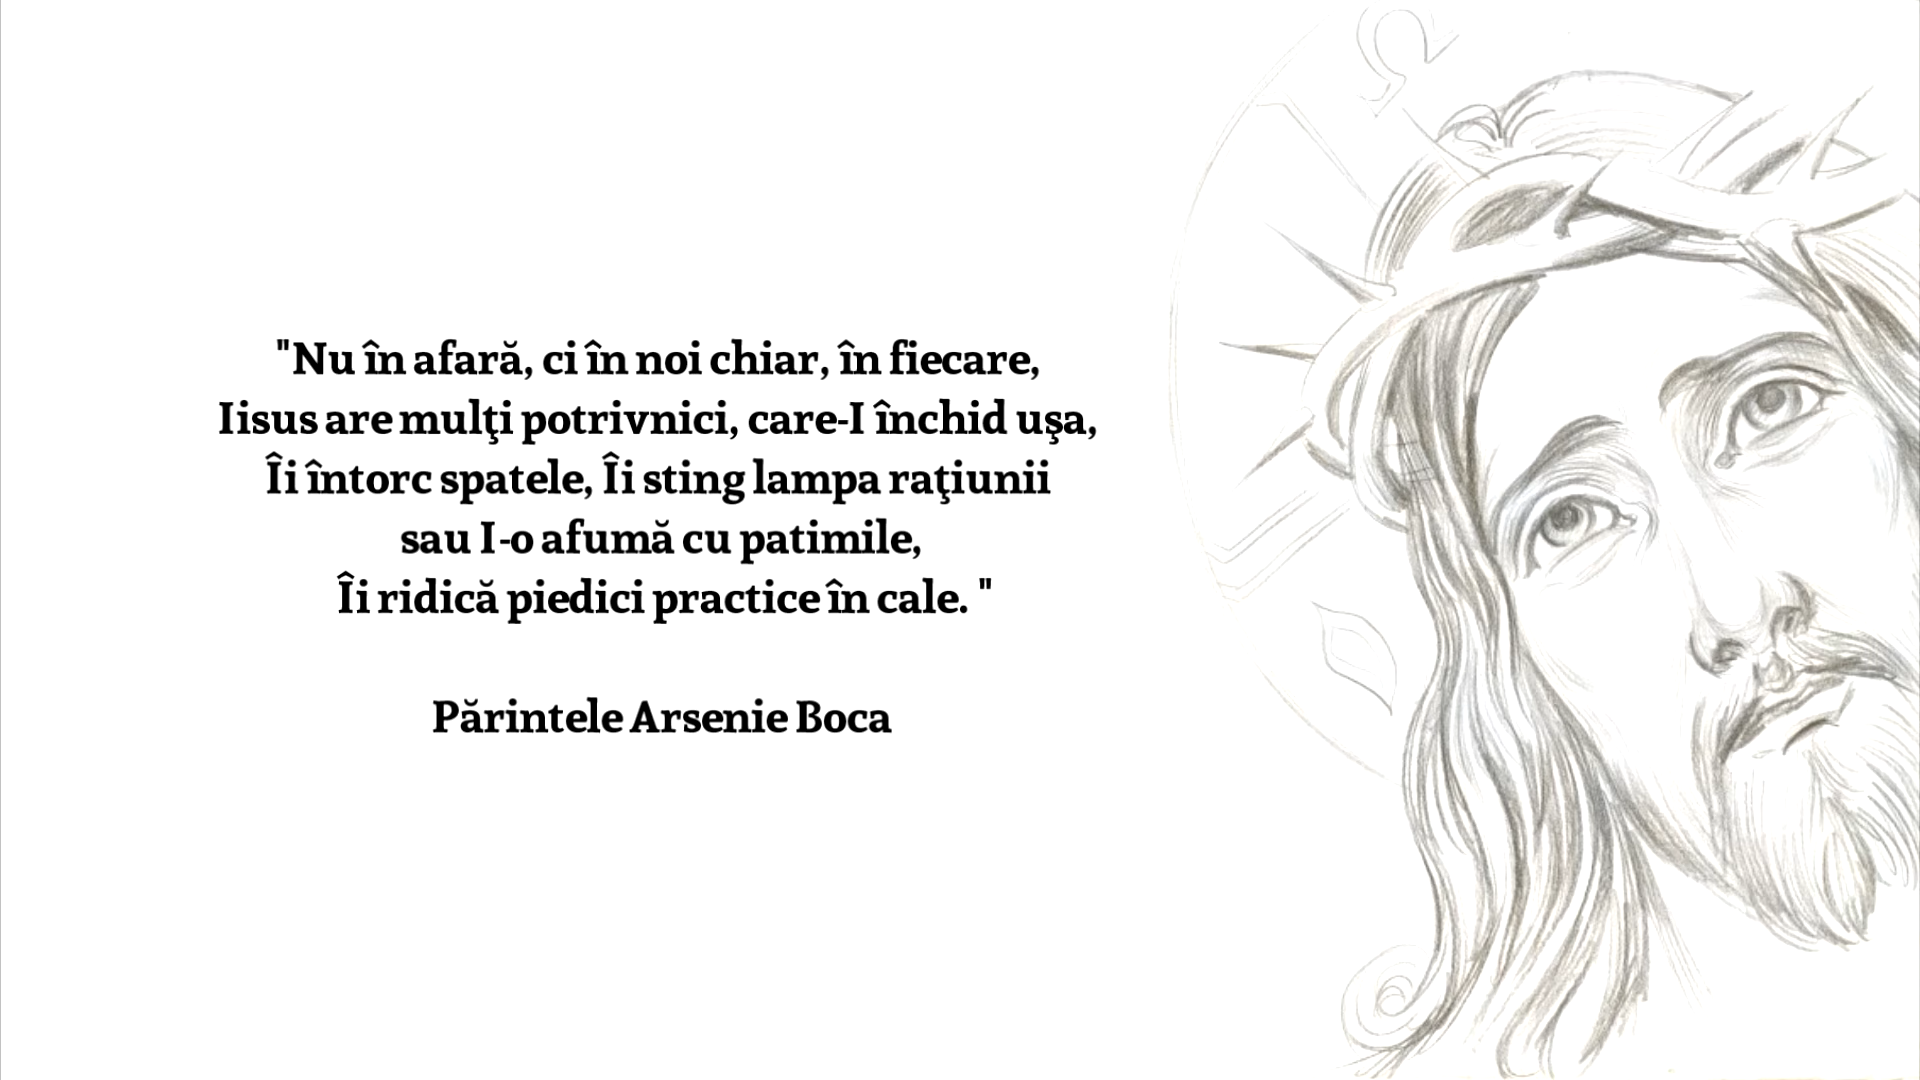 Ω
"Nu în afară, ci în noi chiar, în fiecare,
Iisus are mulţi potrivnici, care-I închid uşa,
Îi întorc spatele, Îi sting lampa raţiunii
sau I-o afumă cu patimile,
Îi ridică piedici practice în cale. "
Părintele Arsenie Boca